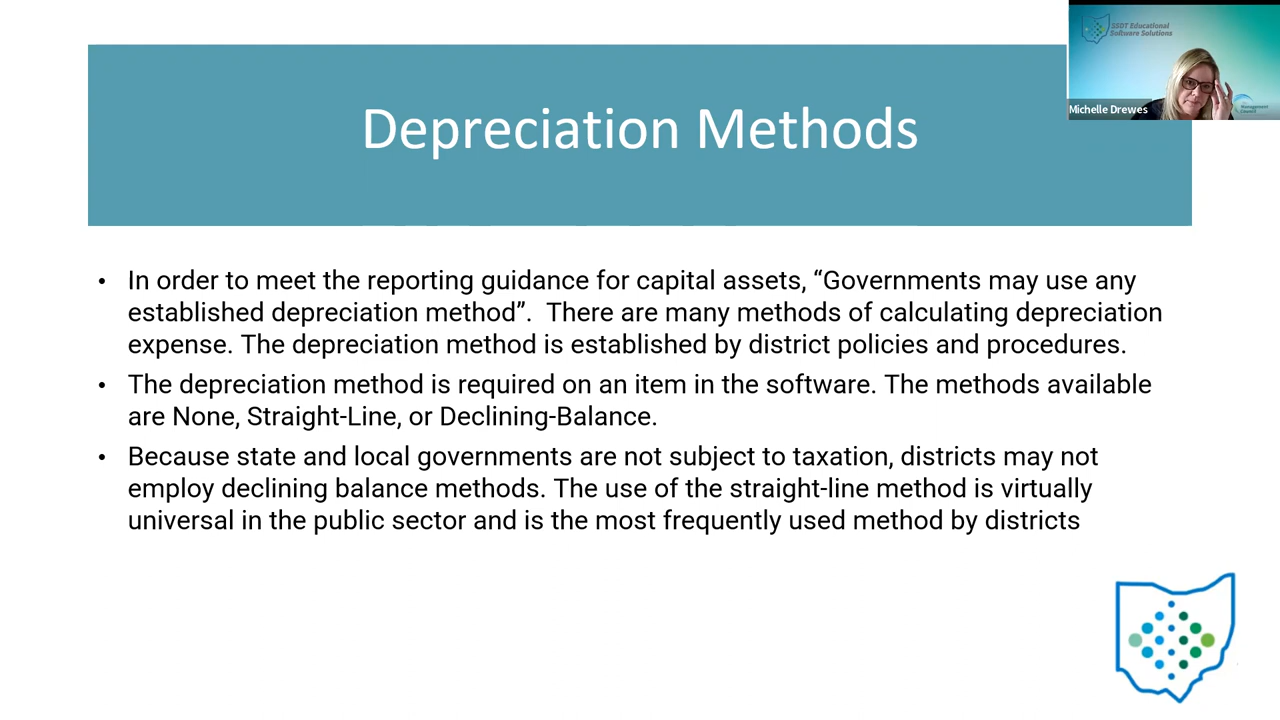 SSDT Educational
Software Solutions
Michelle Drewes
Management
Council
Depreciation Methods
• In order to meet the reporting guidance for capital assets, “Governments may use any
established depreciation method”.  There are many methods of calculating depreciation
expense. The depreciation method is established by district policies and procedures.
• The depreciation method is required on an item in the software. The methods available
are None, Straight-Line, or Declining-Balance.
• Because state and local governments are not subject to taxation, districts may not
employ declining balance methods. The use of the straight-line method is virtually
universal in the public sector and is the most frequently used method by districts